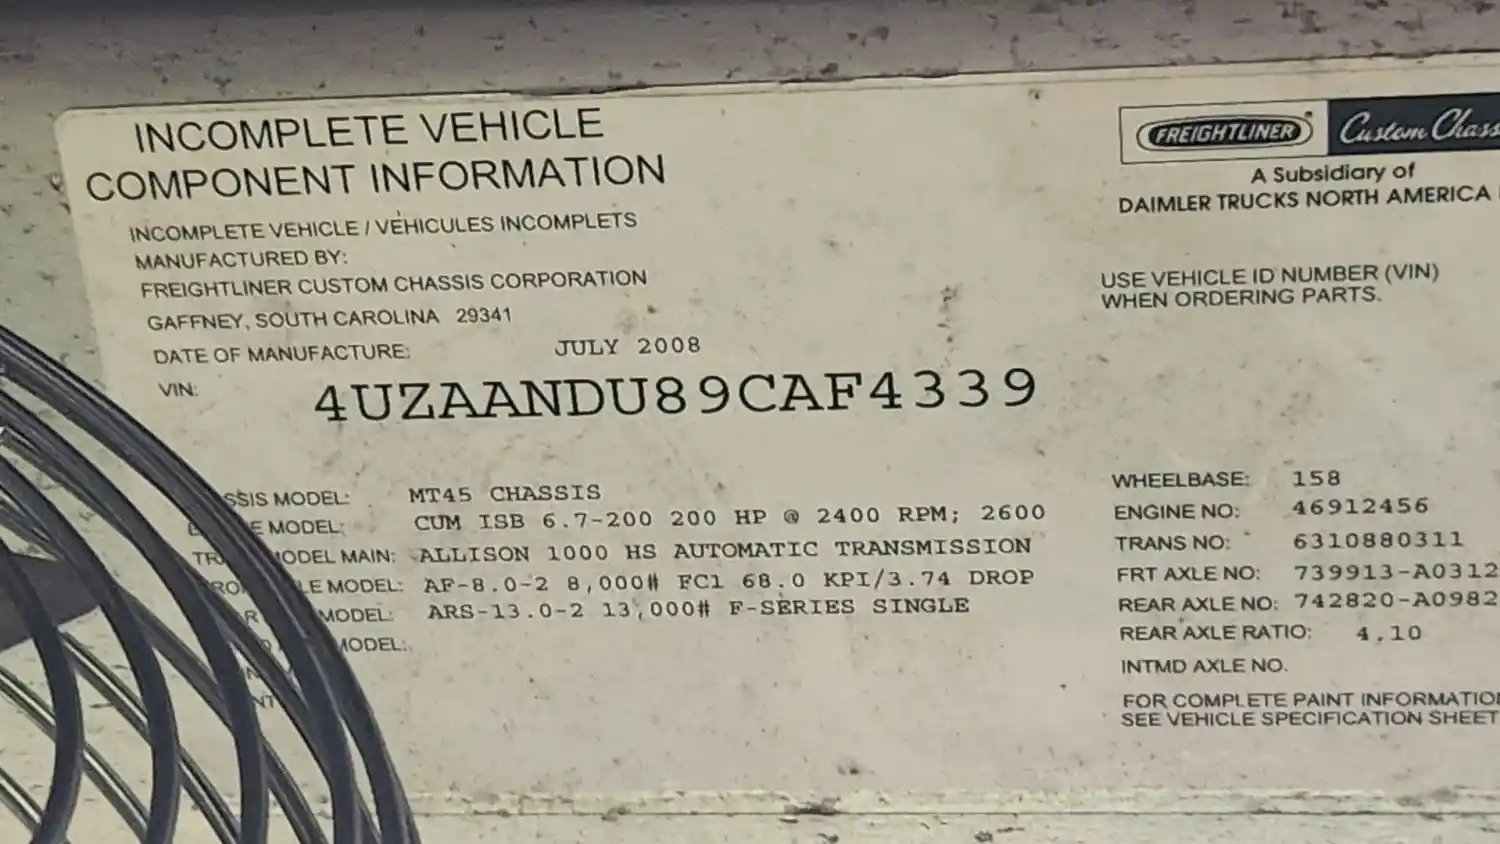 INCOMPLETE VEHICLE
COMPONENT INFORMATION
INCOMPLETE VEHICLE / VÉHICULES INCOMPLETS
MANUFACTURED BY:
FREIGHTLINER CUSTOM CHASSIS CORPORATION
GAFFNEY, SOUTH CAROLINA 29341
DATE OF MANUFACTURE: JULY 2008
VIN: 4UZAANDU89CAF4339
FREIGHTLINER Custom Chass
A Subsidiary of
DAIMLER TRUCKS NORTH AMERICA
USE VEHICLE ID NUMBER (VIN)
WHEN ORDERING PARTS.
SSIS MODEL: MT45 CHASSIS
E MODEL: CUM ISB 6.7-200 200 HP @ 2400 RPM; 2600
MODEL MAIN: ALLISON 1000 HS AUTOMATIC TRANSMISSION
LE MODEL: AF-8.0-2 8,000# FC1 68.0 KPI/3.74 DROP
MODEL: ARS-13.0-2 13,000# F-SERIES SINGLE
MODEL:
WHEELBASE: 158
ENGINE NO: 46912456
TRANS NO: 6310880311
FRT AXLE NO: 739913-A0312
REAR AXLE NO: 742820-A0982
REAR AXLE RATIO: 4.10
INTMD AXLE NO.
FOR COMPLETE PAINT INFORMATIO
SEE VEHICLE SPECIFICATION SHEET